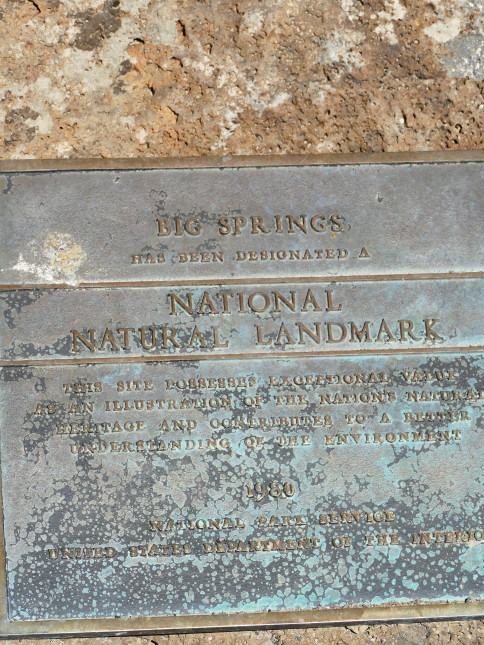 BIG SPRINGS
HAS BEEN DESIGNATED A
NATIONAL
NATURAL LANDMARK
THIS SITE POSSESSES EXCEPTIONAL VALUE
AS AN ILLUSTRATION OF THE NATION'S NATURAL
HERITAGE AND CONTRIBUTES TO A BETTER
UNDERSTANDING OF THE ENVIRONMENT
1980
NATIONAL PARK SERVICE
UNITED STATES DEPARTMENT OF THE INTERIOR